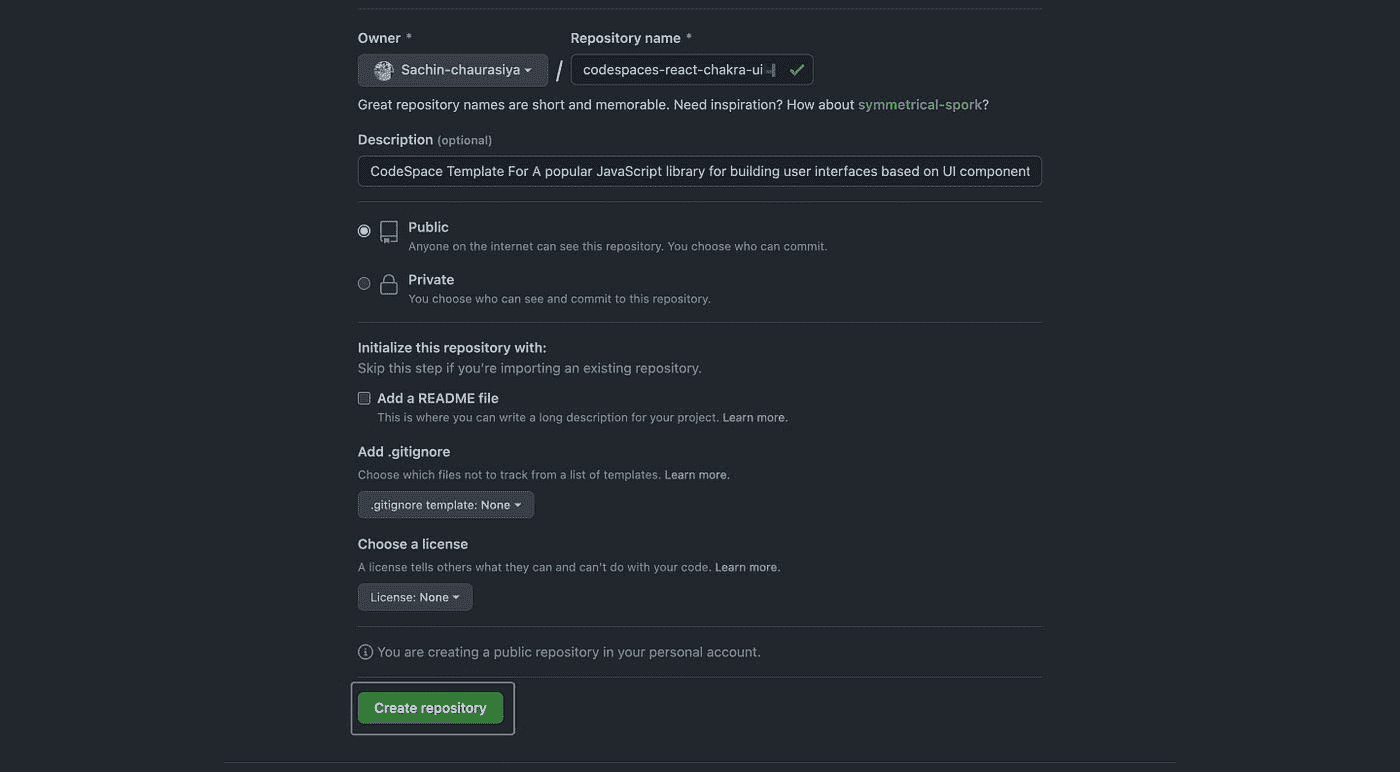 Owner *
Repository name *
Sachin-chaurasiya / codespaces-react-chakra-ui
Great repository names are short and memorable. Need inspiration? How about symmetrical-spork?
Description (optional)
CodeSpace Template For A popular JavaScript library for building user interfaces based on UI component
Public
Anyone on the internet can see this repository. You choose who can commit.
Private
You choose who can see and commit to this repository.
Initialize this repository with:
Skip this step if you're importing an existing repository.
Add a README file
This is where you can write a long description for your project. Learn more.
Add .gitignore
Choose which files not to track from a list of templates. Learn more.
.gitignore template: None
Choose a license
A license tells others what they can and can't do with your code. Learn more.
License: None
You are creating a public repository in your personal account.
Create repository